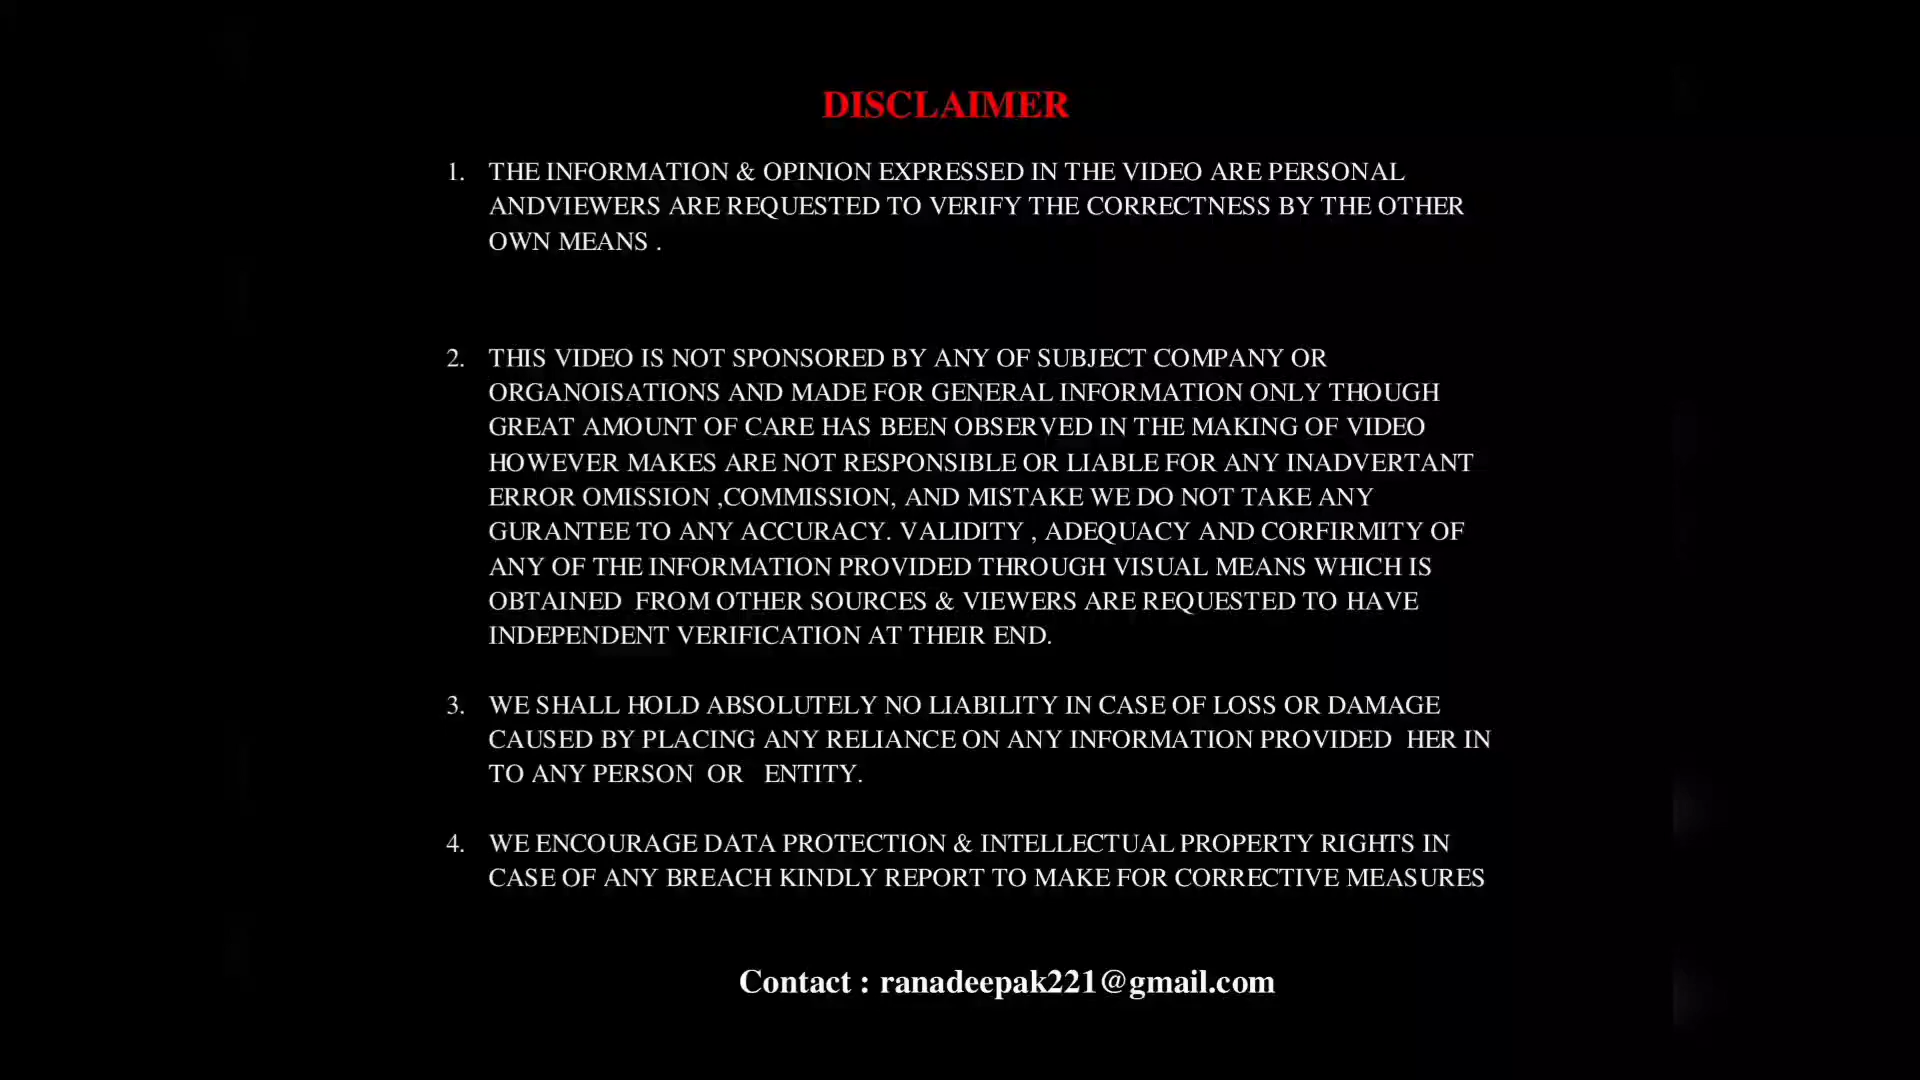 DISCLAIMER
1. THE INFORMATION & OPINION EXPRESSED IN THE VIDEO ARE PERSONAL
ANDVIEWERS ARE REQUESTED TO VERIFY THE CORRECTNESS BY THE OTHER
OWN MEANS .
2. THIS VIDEO IS NOT SPONSORED BY ANY OF SUBJECT COMPANY OR
ORGANOISATIONS AND MADE FOR GENERAL INFORMATION ONLY THOUGH
GREAT AMOUNT OF CARE HAS BEEN OBSERVED IN THE MAKING OF VIDEO
HOWEVER MAKES ARE NOT RESPONSIBLE OR LIABLE FOR ANY INADVERTANT
ERROR OMISSION ,COMMISSION, AND MISTAKE WE DO NOT TAKE ANY
GURANTEE TO ANY ACCURACY. VALIDITY , ADEQUACY AND CORFIRMITY OF
ANY OF THE INFORMATION PROVIDED THROUGH VISUAL MEANS WHICH IS
OBTAINED  FROM OTHER SOURCES & VIEWERS ARE REQUESTED TO HAVE
INDEPENDENT VERIFICATION AT THEIR END.
3. WE SHALL HOLD ABSOLUTELY NO LIABILITY IN CASE OF LOSS OR DAMAGE
CAUSED BY PLACING ANY RELIANCE ON ANY INFORMATION PROVIDED  HER IN
TO ANY PERSON  OR   ENTITY.
4. WE ENCOURAGE DATA PROTECTION & INTELLECTUAL PROPERTY RIGHTS IN
CASE OF ANY BREACH KINDLY REPORT TO MAKE FOR CORRECTIVE MEASURES
Contact : ranadeepak221@gmail.com